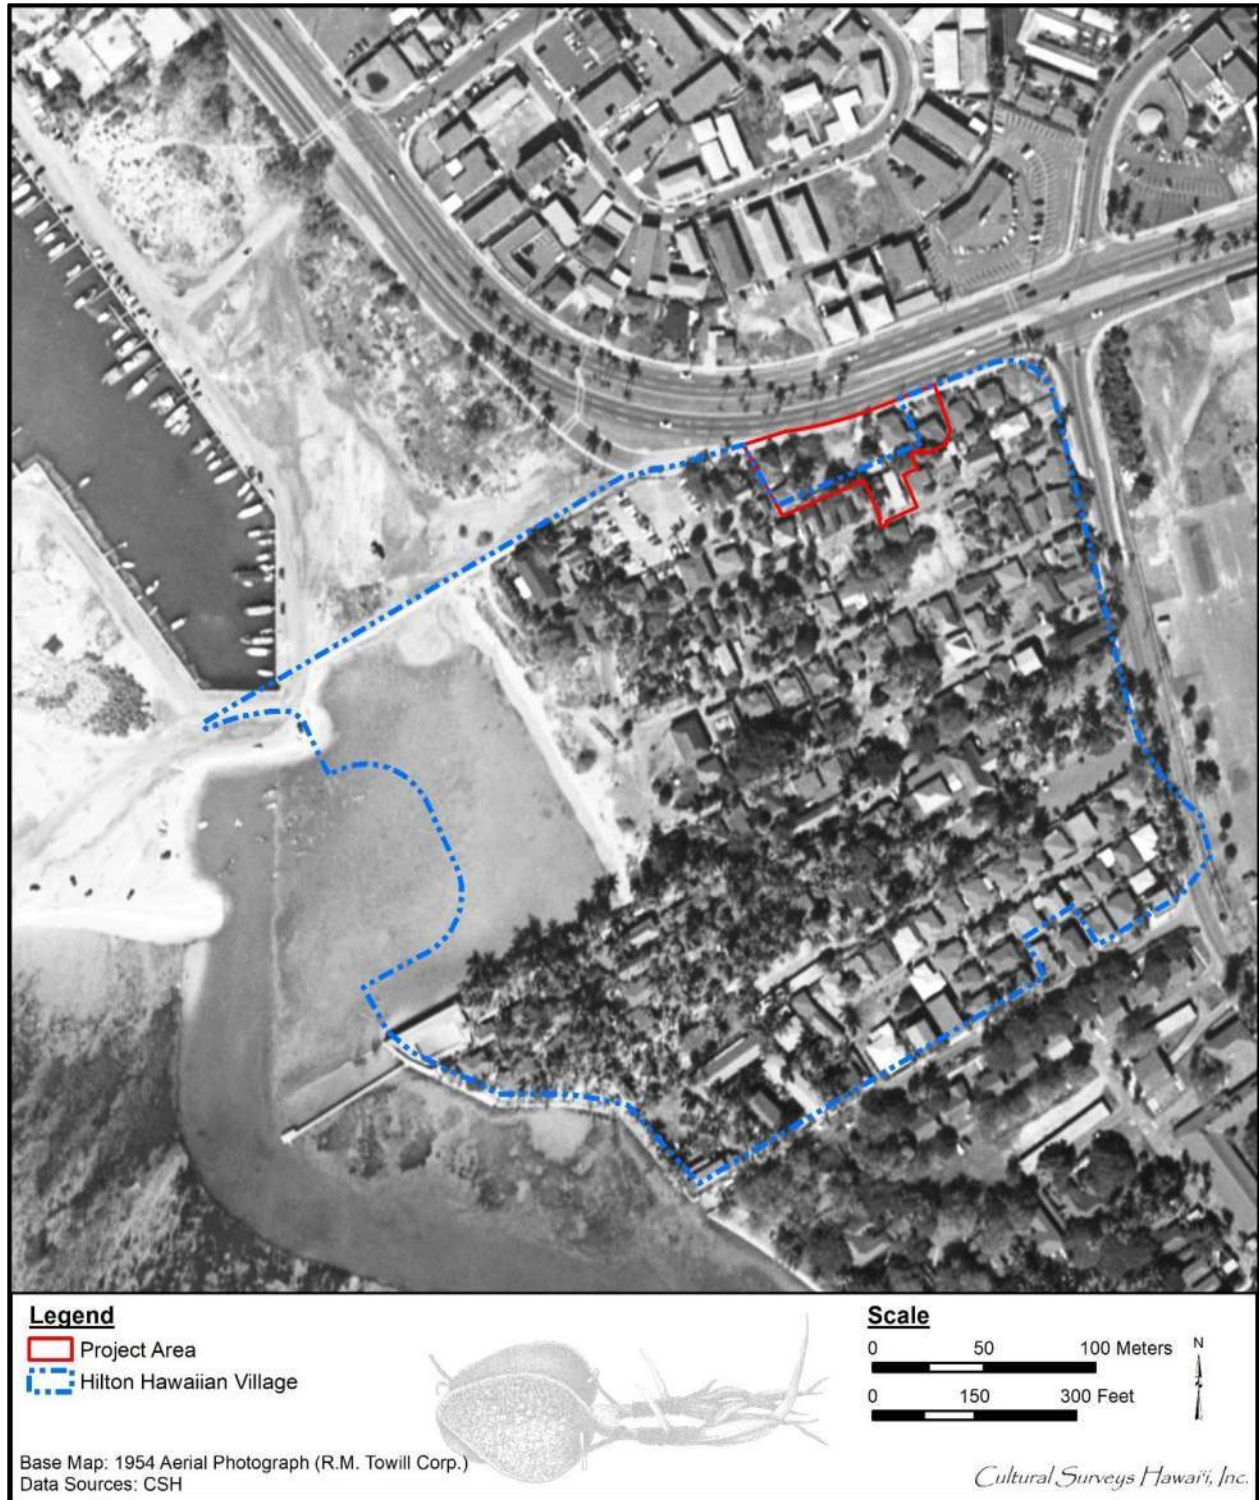 Legend
Project Area
Hilton Hawaiian Village
Base Map: 1954 Aerial Photograph (R.M. Towill Corp.)
Data Sources: CSH
Scale
0 50 100 Meters
0 150 300 Feet
N
Cultural Surveys Hawai‘i, Inc.